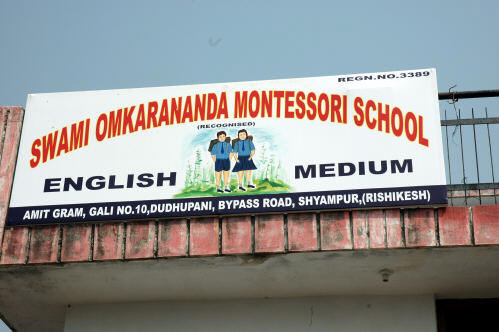 REGN.NO.3389
SWAMI OMKARANANDA MONTESSORI SCHOOL
(RECOGNISED)
ENGLISH MEDIUM
AMIT GRAM, GALI NO.10,DUDHUPANI, BYPASS ROAD, SHYAMPUR,(RISHIKESH)